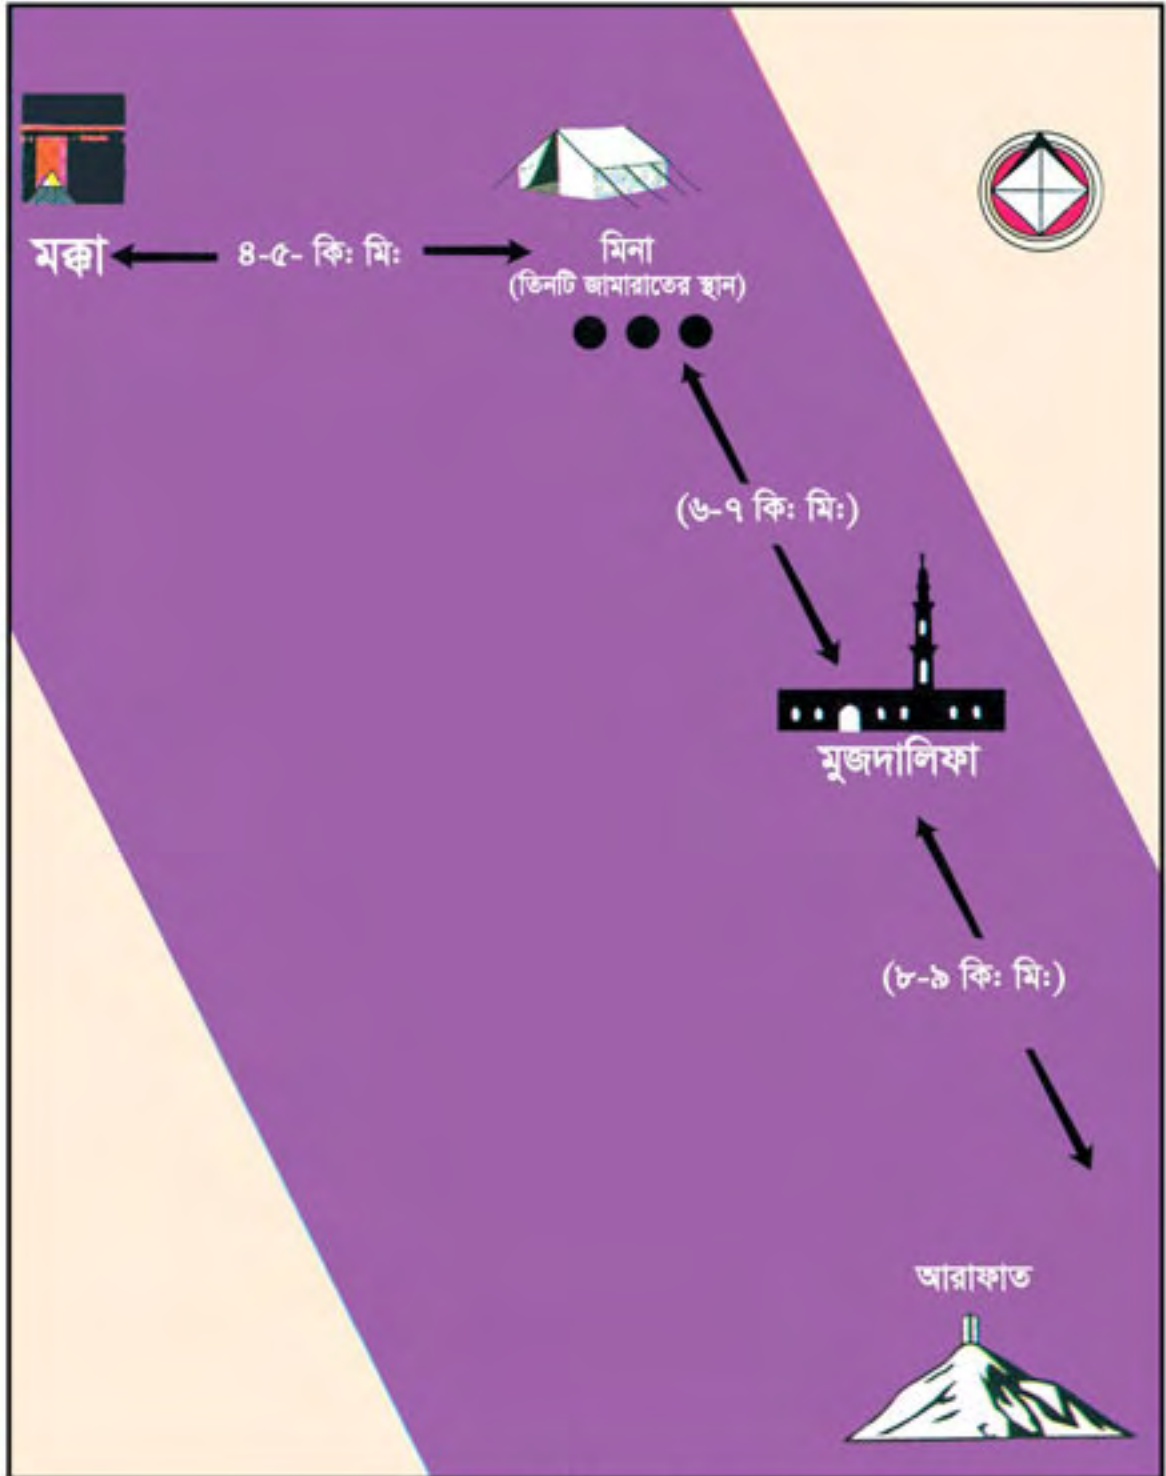 মক্কা
৪-৫- কি: মি:
মিনা
(তিনটি জামারাতের স্থান)
(৬-৭ কি: মি:)
মুজদালিফা
(৮-৯ কি: মি:)
আরাফাত